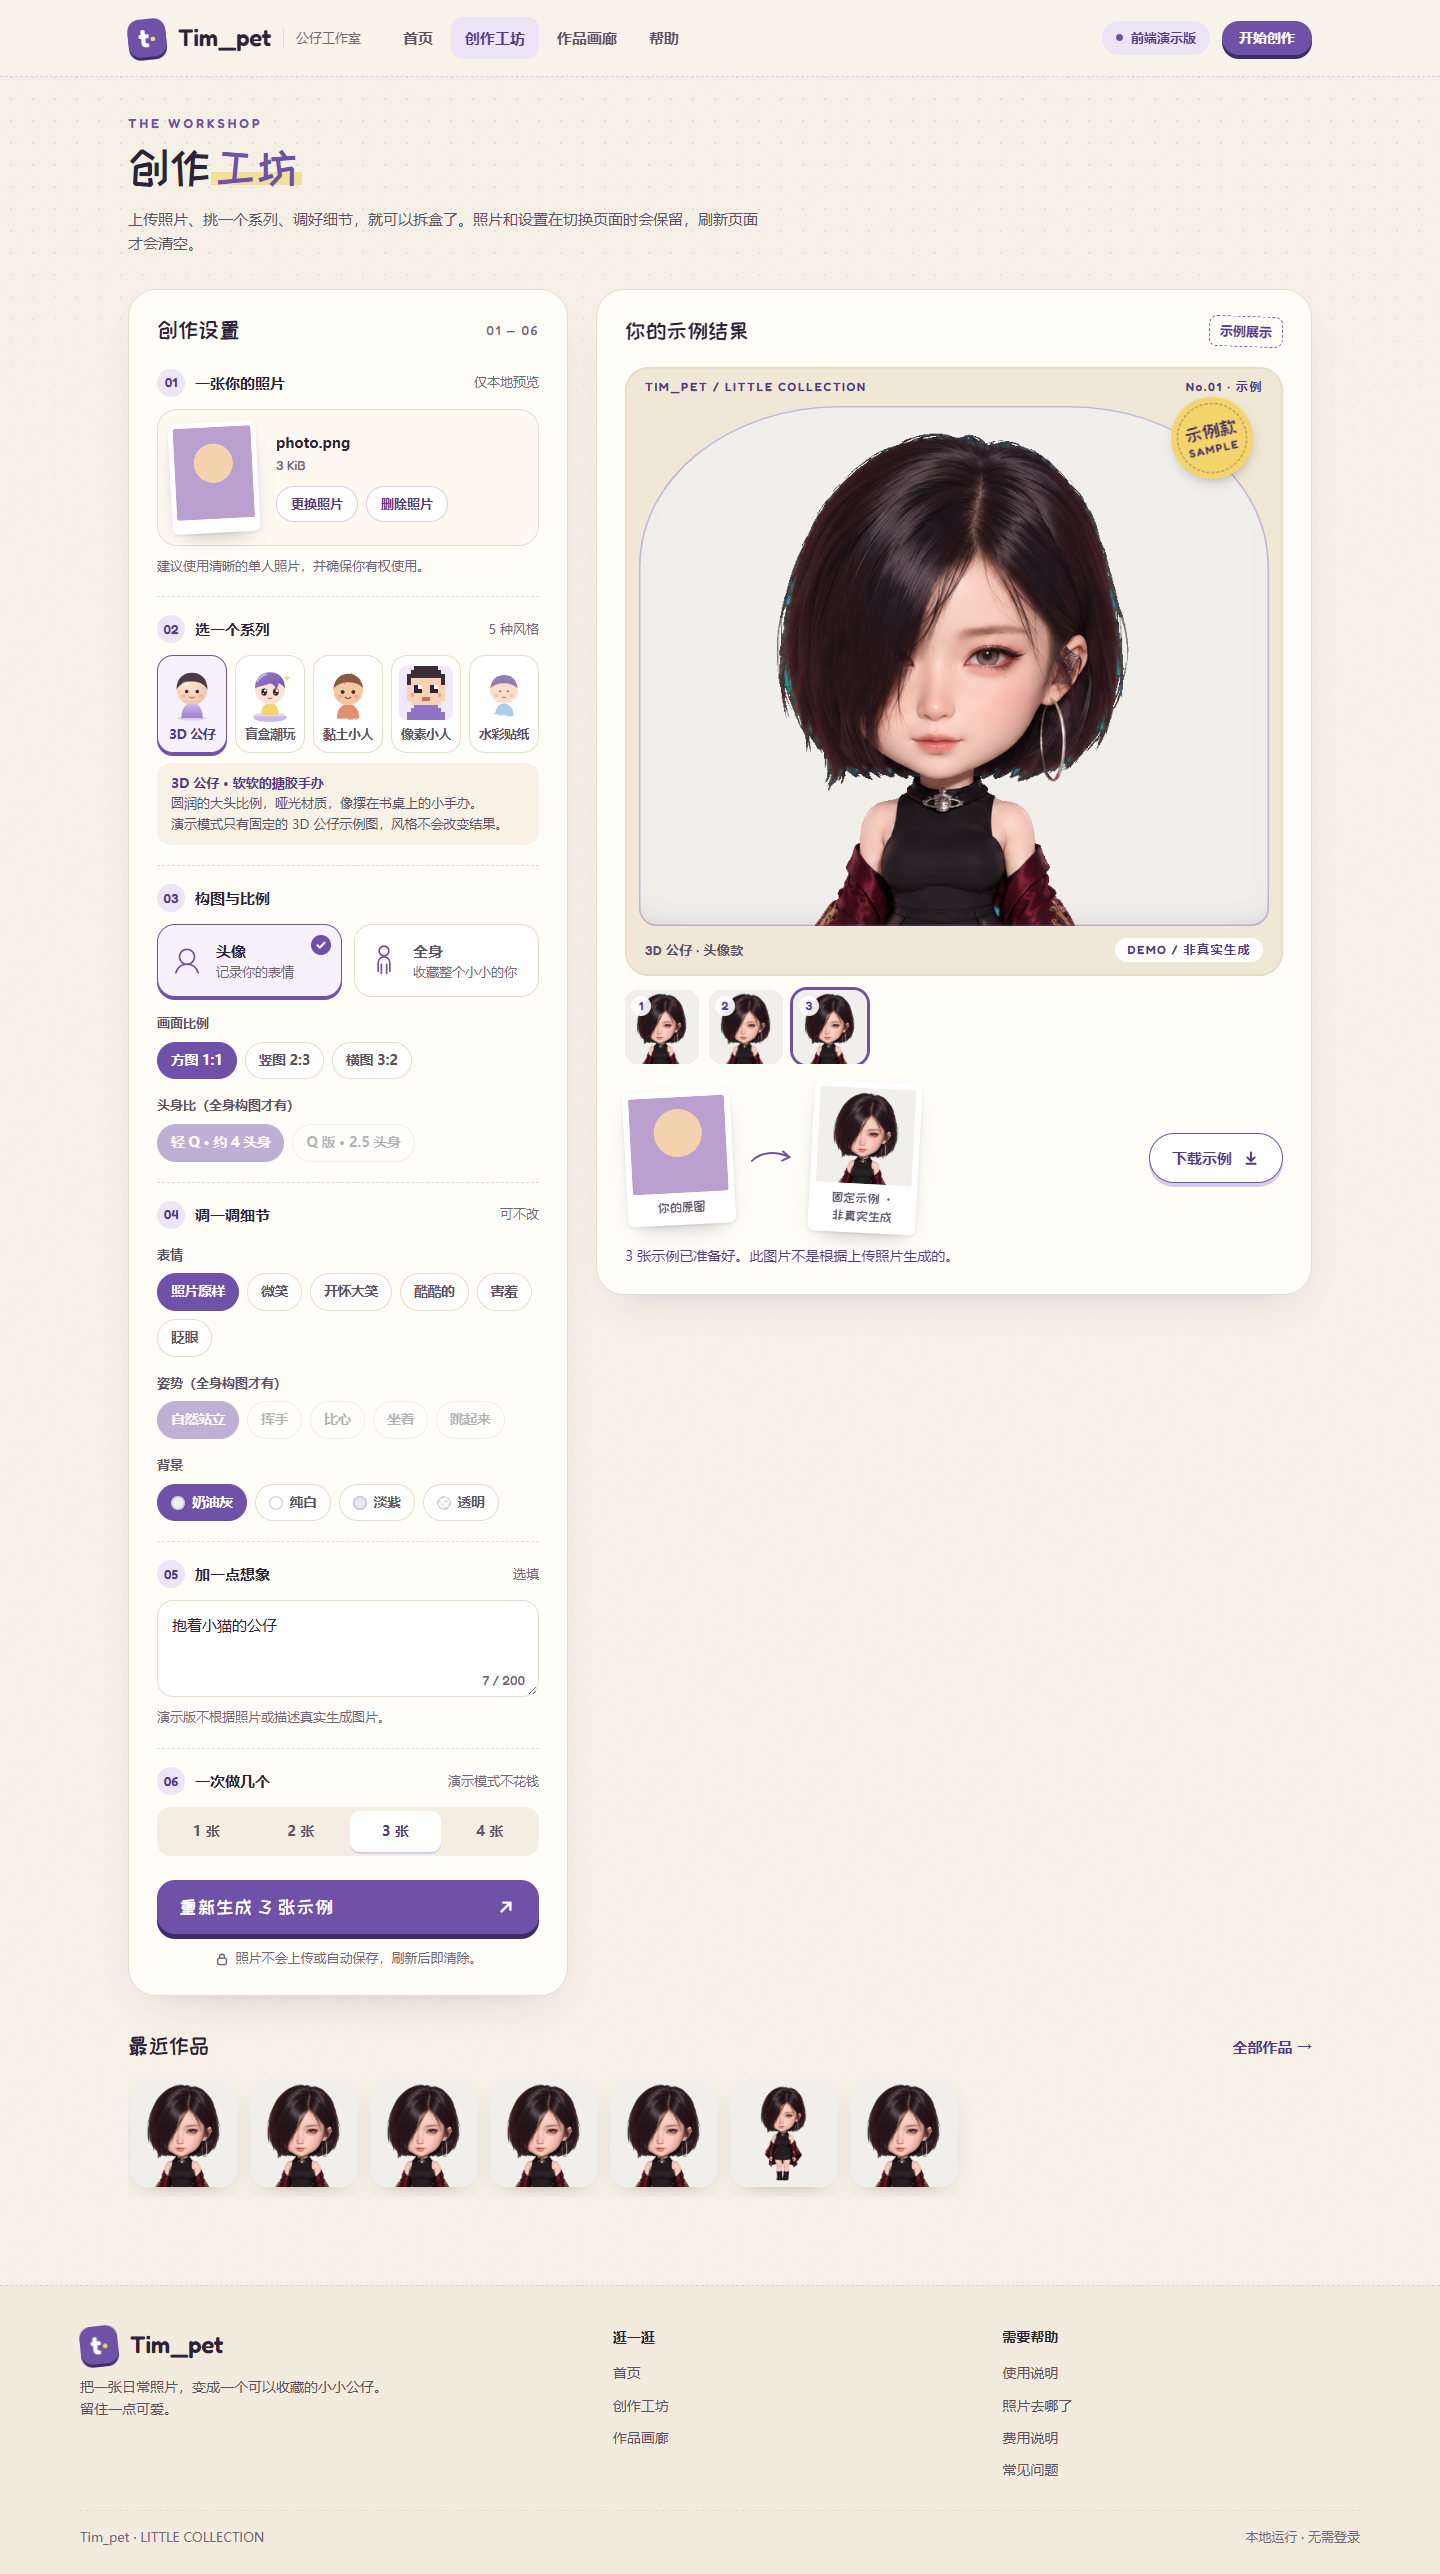 t Tim_pet 公仔工作室 首页 创作工坊 作品画廊 帮助 前端演示版 开始创作
THE WORKSHOP
创作工坊
上传照片、挑一个系列、调好细节，就可以拆盒了。照片和设置在切换页面时会保留，刷新页面
才会清空。
创作设置 01 – 06
01 一张你的照片 仅本地预览
photo.png
3 KiB
更换照片 删除照片
建议使用清晰的单人照片，并确保你有权使用。
02 选一个系列 5 种风格
3D 公仔 盲盒潮玩 黏土小人 像素小人 水彩贴纸
3D 公仔 • 软软的搪胶手办
圆润的大头比例，哑光材质，像摆在书桌上的小手办。
演示模式只有固定的 3D 公仔示例图，风格不会改变结果。
03 构图与比例
头像
记录你的表情
全身
收藏整个小小的你
画面比例
方图 1:1 竖图 2:3 横图 3:2
头身比（全身构图才有）
轻 Q • 约 4 头身 Q 版 • 2.5 头身
04 调一调细节 可不改
表情
照片原样 微笑 开怀大笑 酷酷的 害羞
眨眼
姿势（全身构图才有）
自然站立 挥手 比心 坐着 跳起来
背景
奶油灰 纯白 淡紫 透明
05 加一点想象 选填
抱着小猫的公仔
7 / 200
演示版不根据照片或描述真实生成图片。
06 一次做几个 演示模式不花钱
1 张 2 张 3 张 4 张
重新生成 3 张示例
照片不会上传或自动保存，刷新后即清除。
你的示例结果 示例展示
TIM_PET / LITTLE COLLECTION No.01 · 示例
示例款
SAMPLE
3D 公仔 · 头像款 DEMO / 非真实生成
1 2 3
你的原图
固定示例 ·
非真实生成
下载示例
3 张示例已准备好。此图片不是根据上传照片生成的。
最近作品 全部作品 →
t Tim_pet
把一张日常照片，变成一个可以收藏的小小公仔。
留住一点可爱。
逛一逛
首页
创作工坊
作品画廊
需要帮助
使用说明
照片去哪了
费用说明
常见问题
Tim_pet · LITTLE COLLECTION 本地运行 · 无需登录